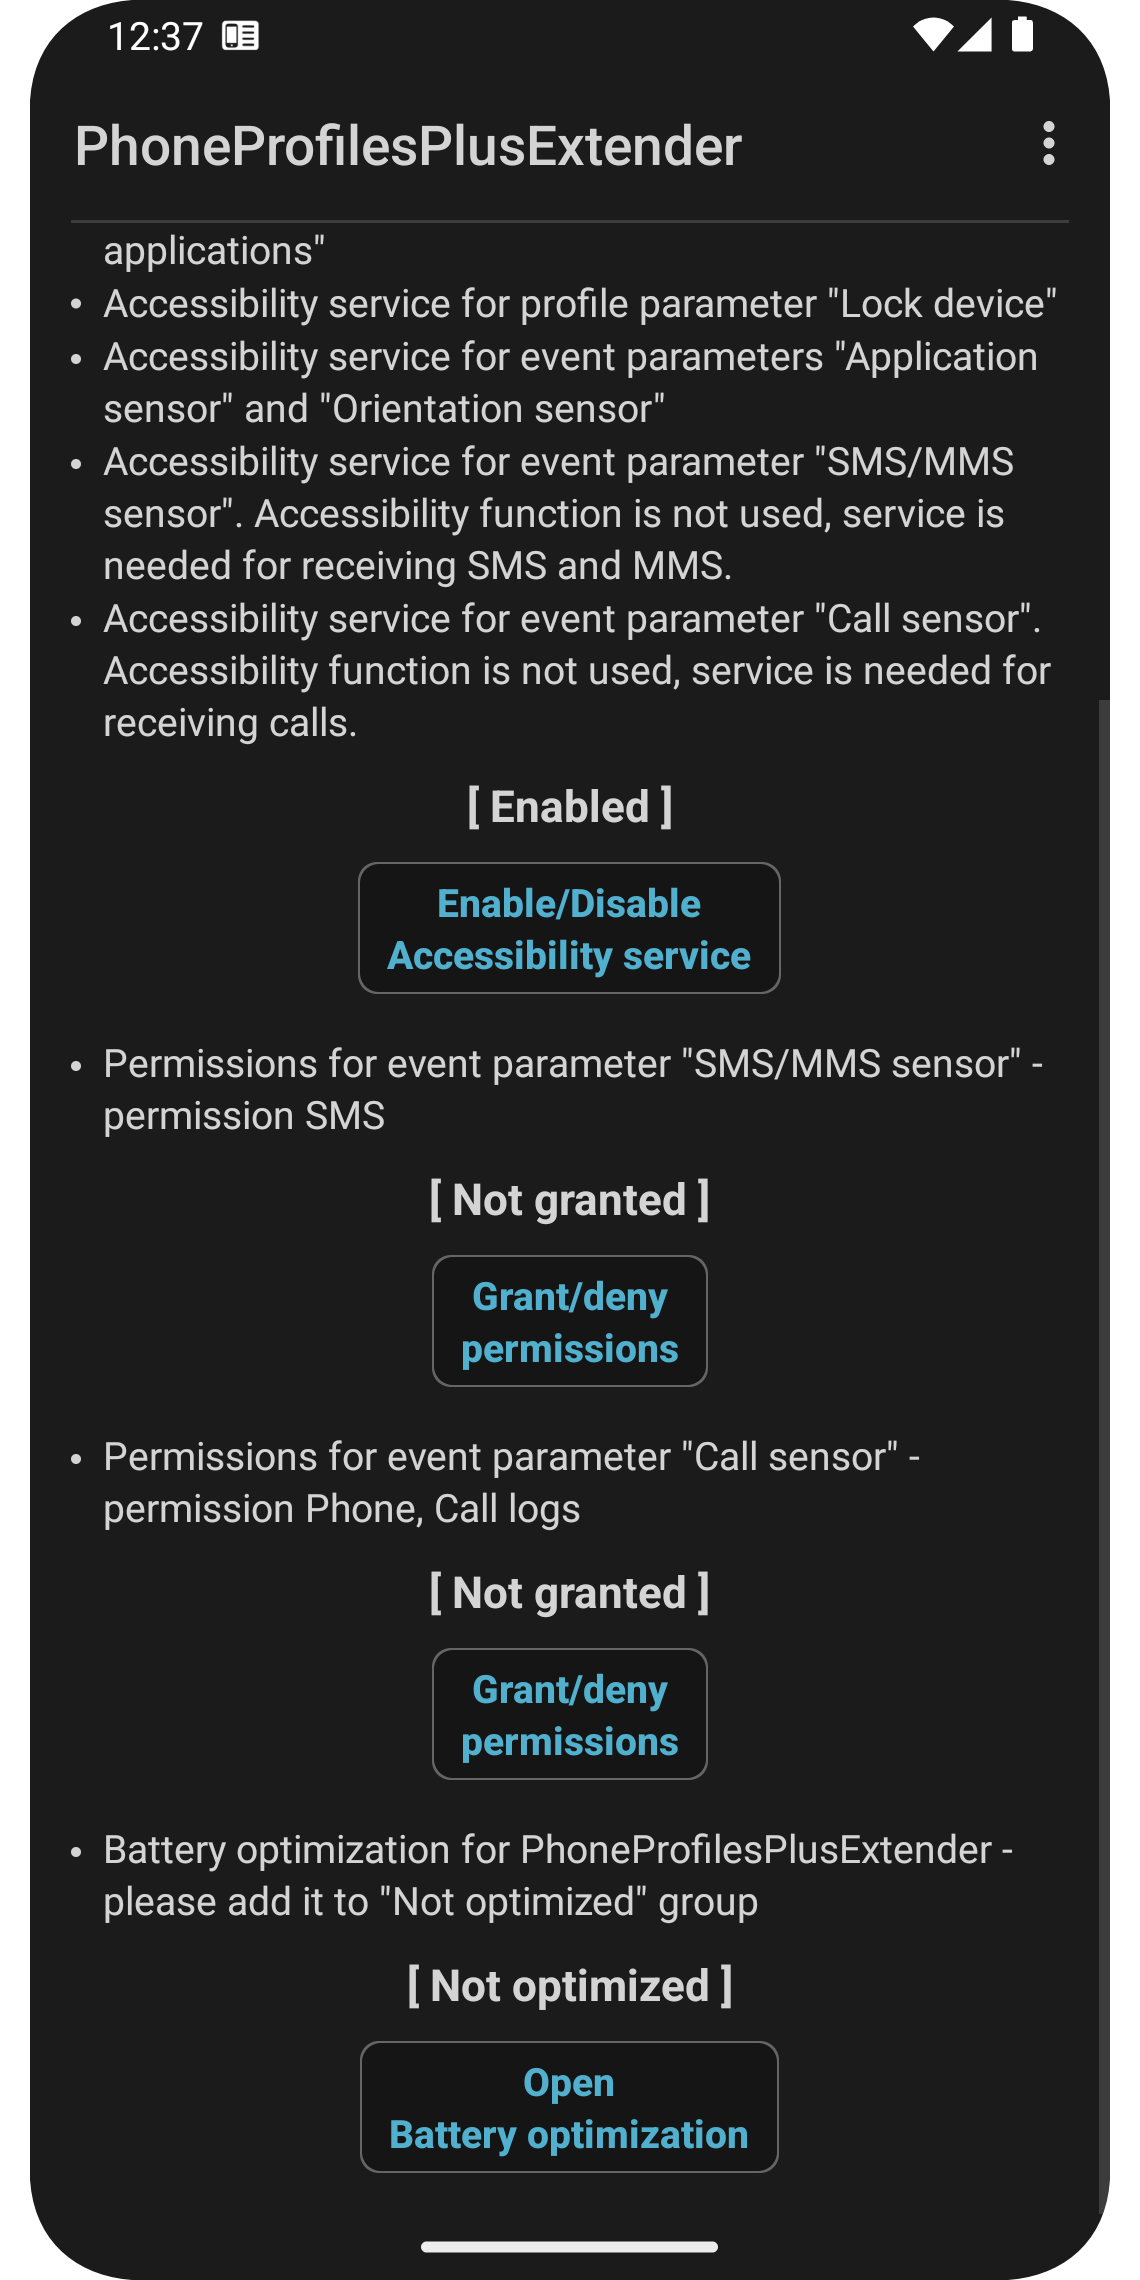 12:37
PhoneProfilesPlusExtender
applications"
• Accessibility service for profile parameter "Lock device"
• Accessibility service for event parameters "Application
sensor" and "Orientation sensor"
• Accessibility service for event parameter "SMS/MMS
sensor". Accessibility function is not used, service is
needed for receiving SMS and MMS.
• Accessibility service for event parameter "Call sensor".
Accessibility function is not used, service is needed for
receiving calls.
[ Enabled ]
Enable/Disable
Accessibility service
• Permissions for event parameter "SMS/MMS sensor" -
permission SMS
[ Not granted ]
Grant/deny
permissions
• Permissions for event parameter "Call sensor" -
permission Phone, Call logs
[ Not granted ]
Grant/deny
permissions
• Battery optimization for PhoneProfilesPlusExtender -
please add it to "Not optimized" group
[ Not optimized ]
Open
Battery optimization